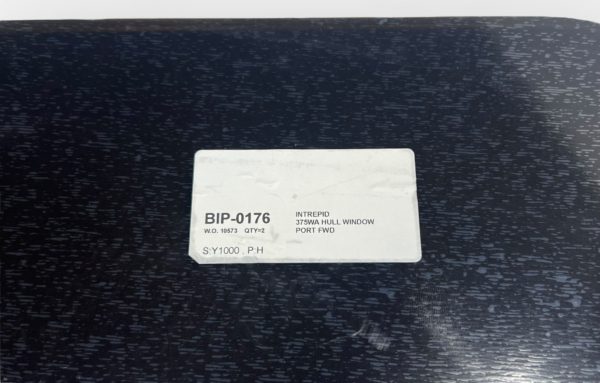 BIP-0176
W.O. 10573 QTY=2
INTREPID
375WA HULL WINDOW
PORT FWD
S:Y1000 , P:H